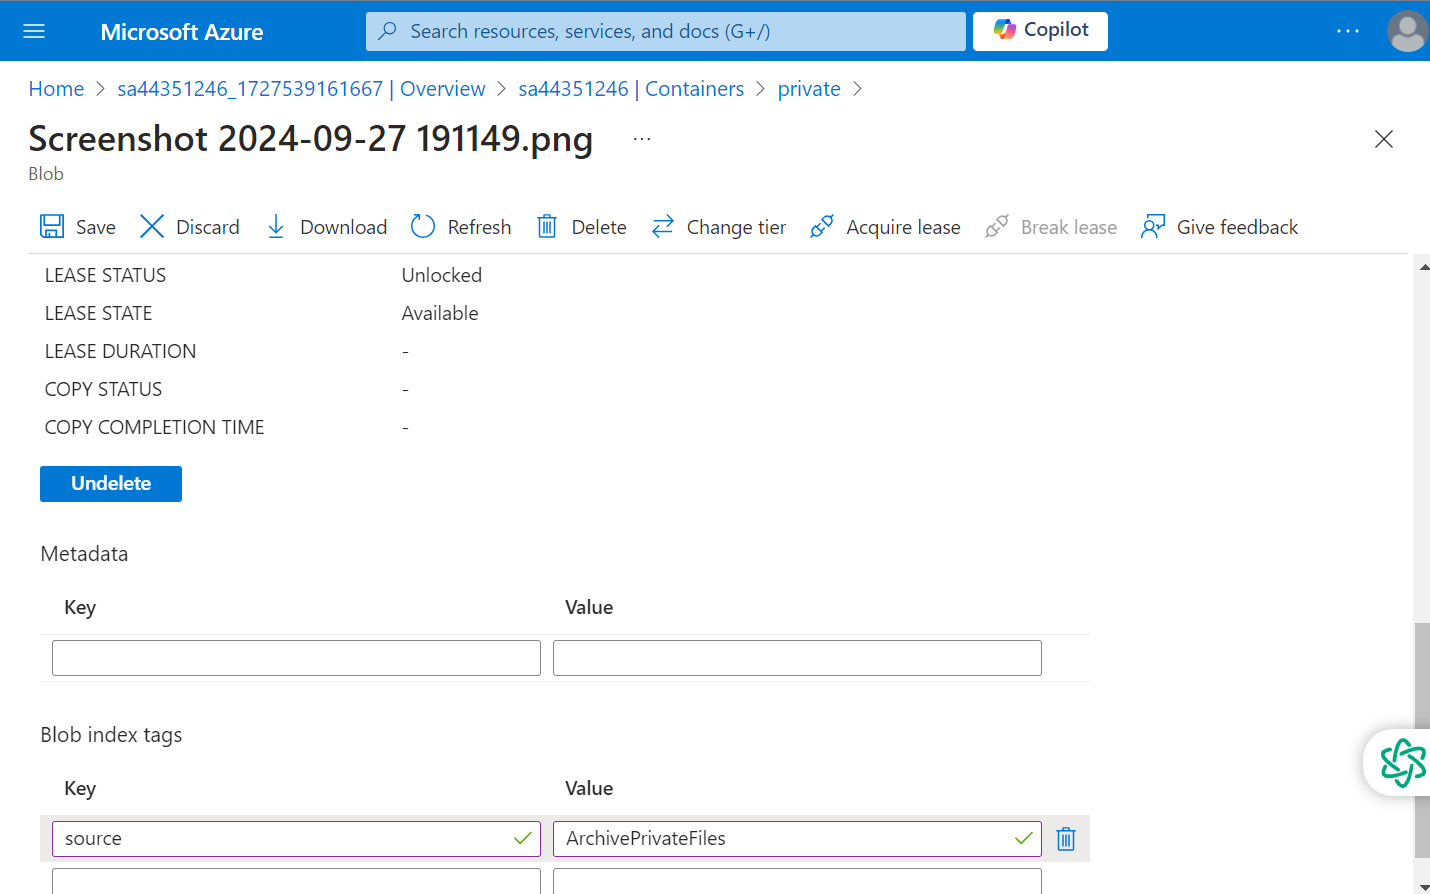 Microsoft Azure
Search resources, services, and docs (G+/)
Copilot
Home > sa44351246_1727539161667 | Overview > sa44351246 | Containers > private >
Screenshot 2024-09-27 191149.png
Blob
Save Discard Download Refresh Delete Change tier Acquire lease Break lease Give feedback
LEASE STATUS Unlocked
LEASE STATE Available
LEASE DURATION -
COPY STATUS -
COPY COMPLETION TIME -
Undelete
Metadata
Key Value
Blob index tags
Key Value
source ArchivePrivateFiles